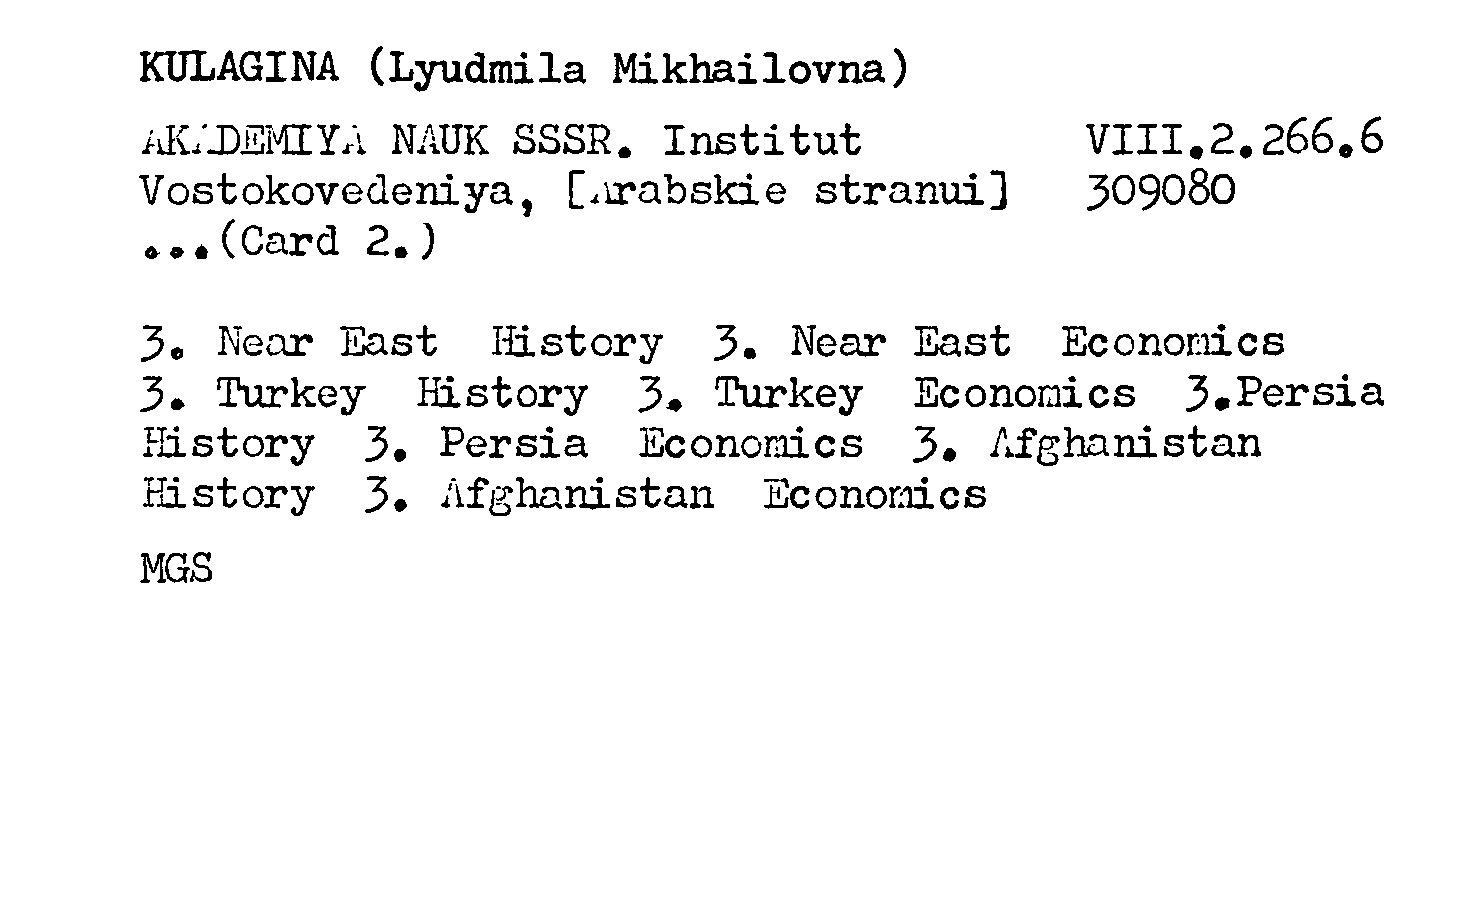 KULAGINA (Lyudmila Mikhailovna)
AKADEMIYA NAUK SSSR. Institut VIII.2.266.6
Vostokovedeniya, [Arabskie stranui] 309080
...(Card 2.)
3. Near East History 3. Near East Economics
3. Turkey History 3. Turkey Economics 3.Persia
History 3. Persia Economics 3. Afghanistan
History 3. Afghanistan Economics
MGS